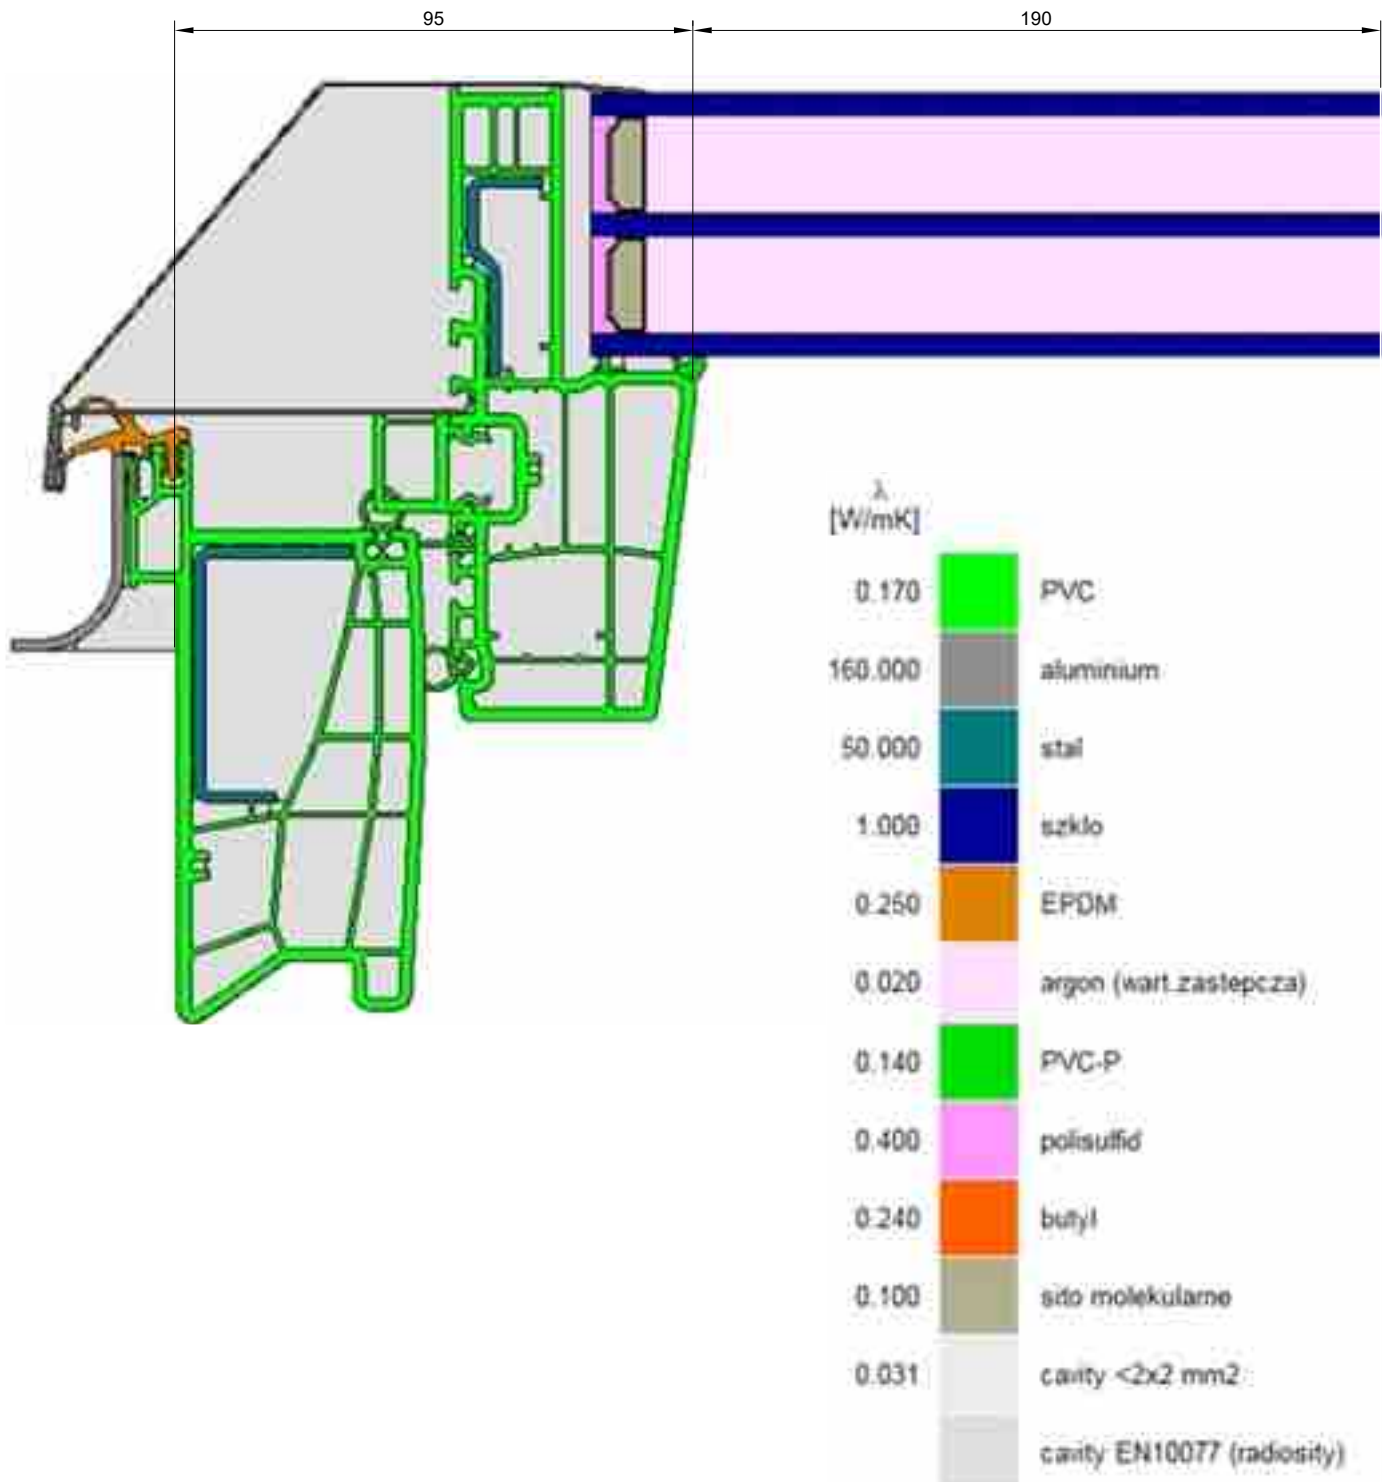 95
190
λ
[W/mK]
0.170 PVC
160.000 aluminium
50.000 stal
1.000 szklo
0.250 EPDM
0.020 argon (wart.zastepcza)
0.140 PVC-P
0.400 polisulfid
0.240 butyl
0.100 sito molekularne
0.031 cavity <2x2 mm2
cavity EN10077 (radiosity)